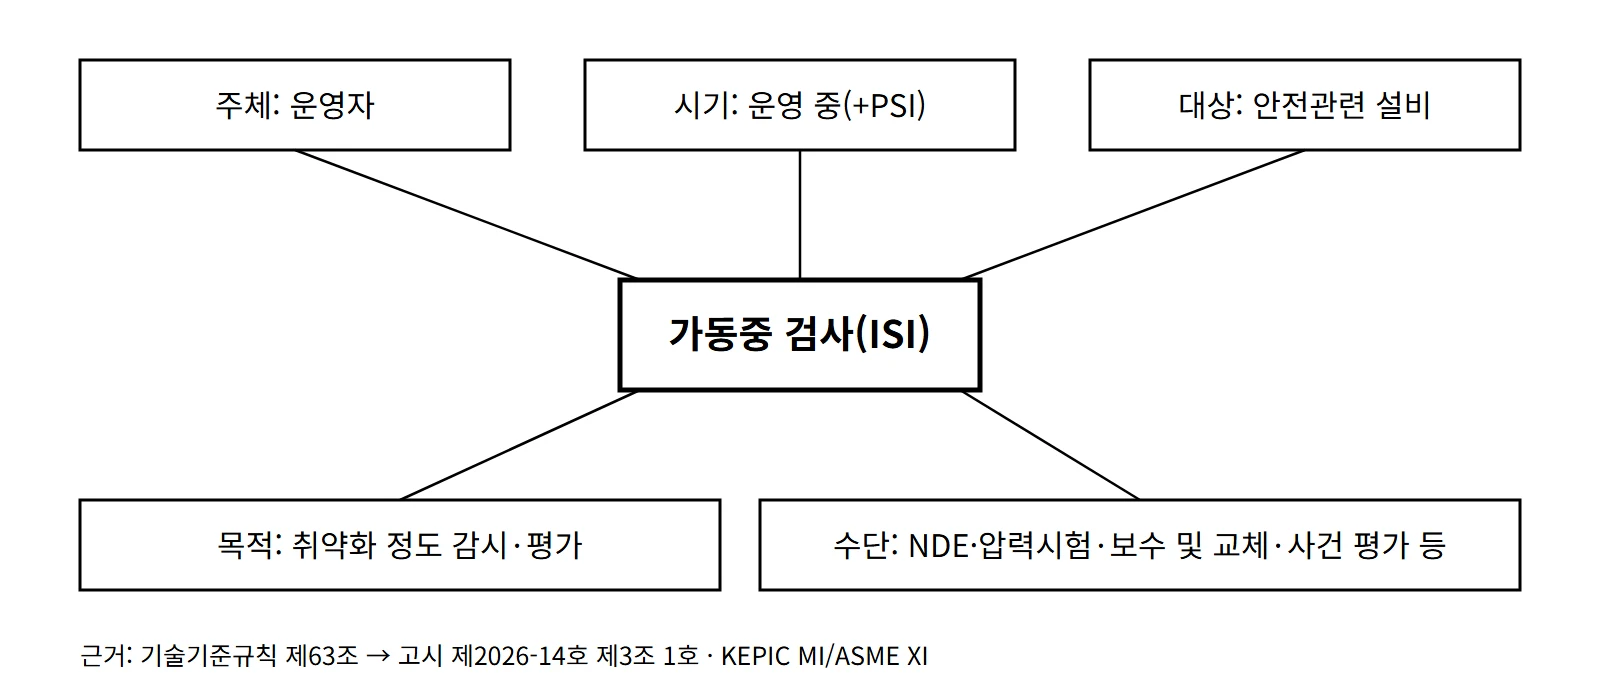 주체: 운영자
시기: 운영 중(+PSI)
대상: 안전관련 설비
가동중 검사(ISI)
목적: 취약화 정도 감시·평가
수단: NDE·압력시험·보수 및 교체·사건 평가 등
근거: 기술기준규칙 제63조 → 고시 제2026-14호 제3조 1호 · KEPIC MI/ASME XI